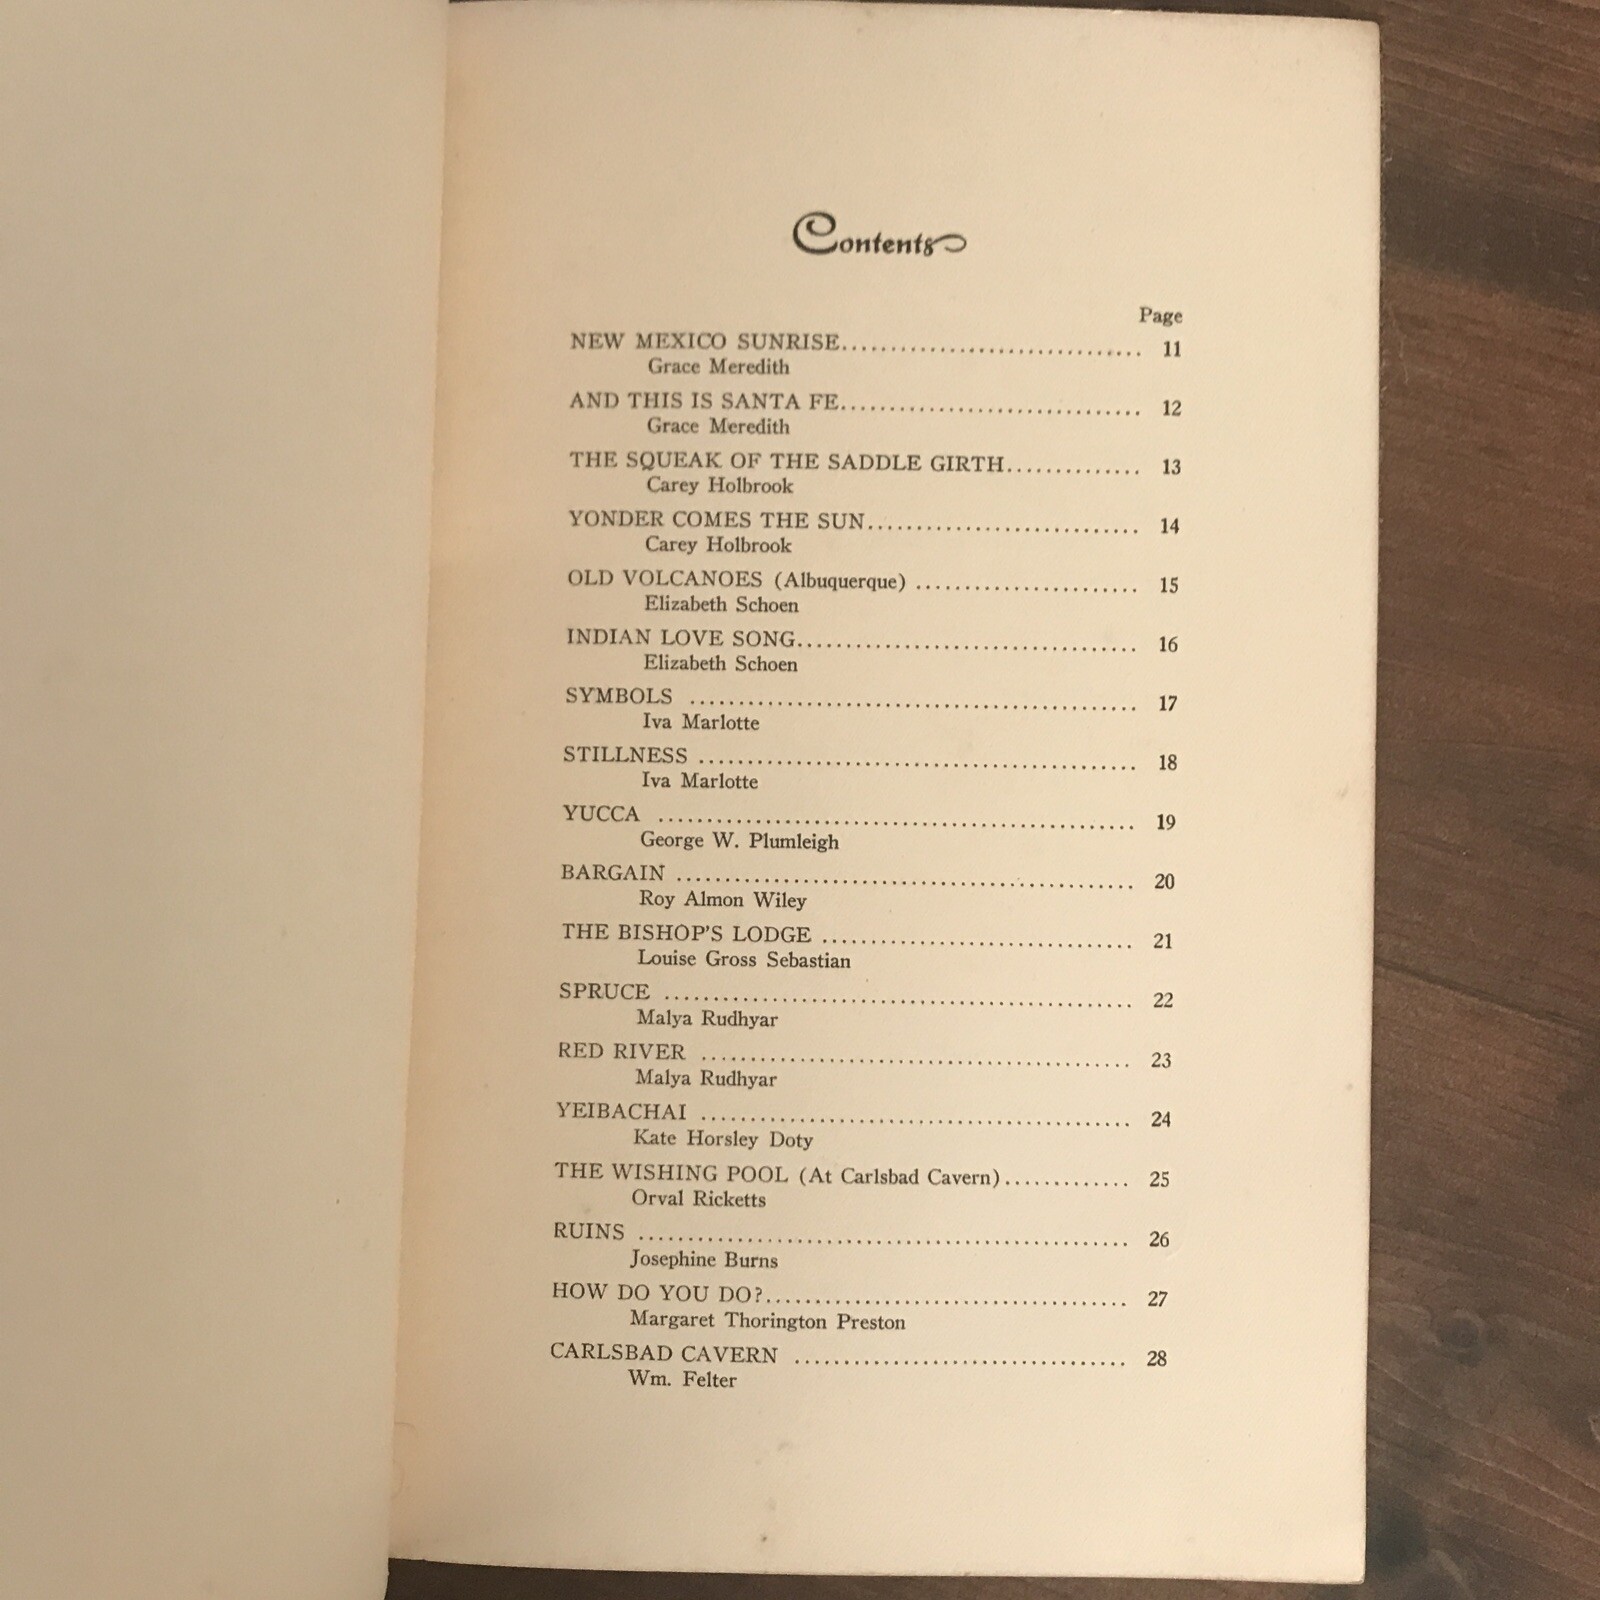 Contents
Page
NEW MEXICO SUNRISE................................ 11
Grace Meredith
AND THIS IS SANTA FE............................... 12
Grace Meredith
THE SQUEAK OF THE SADDLE GIRTH.............. 13
Carey Holbrook
YONDER COMES THE SUN............................ 14
Carey Holbrook
OLD VOLCANOES (Albuquerque) ....................... 15
Elizabeth Schoen
INDIAN LOVE SONG................................... 16
Elizabeth Schoen
SYMBOLS .............................................. 17
Iva Marlotte
STILLNESS ............................................. 18
Iva Marlotte
YUCCA ................................................. 19
George W. Plumleigh
BARGAIN ............................................... 20
Roy Almon Wiley
THE BISHOP'S LODGE ................................ 21
Louise Gross Sebastian
SPRUCE ................................................ 22
Malya Rudhyar
RED RIVER ............................................ 23
Malya Rudhyar
YEIBACHAI ............................................ 24
Kate Horsley Doty
THE WISHING POOL (At Carlsbad Cavern)............. 25
Orval Ricketts
RUINS .................................................. 26
Josephine Burns
HOW DO YOU DO?..................................... 27
Margaret Thorington Preston
CARLSBAD CAVERN .................................. 28
Wm. Felter